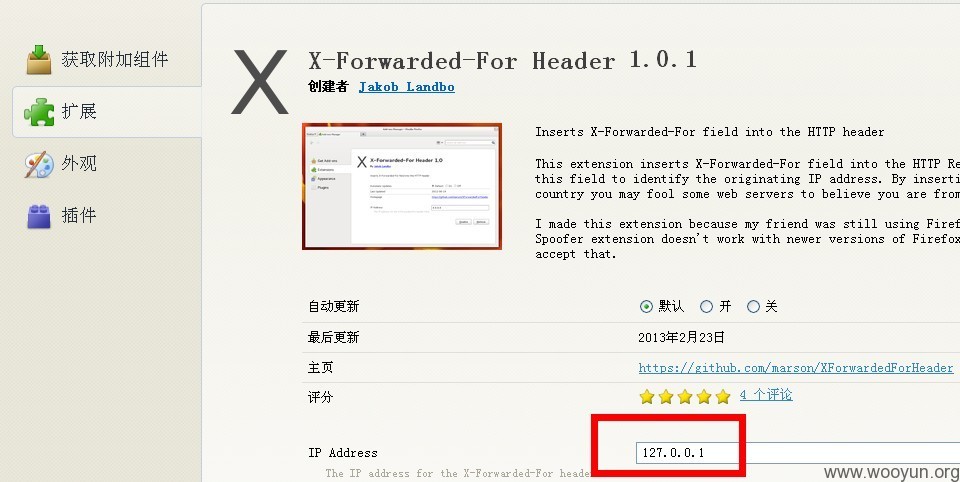 获取附加组件
扩展
外观
插件
X
X-Forwarded-For Header 1.0.1
创建者 Jakob Landbo
X X-Forwarded-For Header 1.0
Inserts X-Forwarded-For field into the HTTP header
This extension inserts X-Forwarded-For field into the HTTP Re
this field to identify the originating IP address. By inserti
country you may fool some web servers to believe you are from
I made this extension because my friend was still using Firef
Spoofer extension doesn't work with newer versions of Firefox
accept that.
自动更新 默认 开 关
最后更新 2013年2月23日
主页 https://github.com/marson/XForwardedForHeader
评分 4 个评论
IP Address 127.0.0.1
The IP address for the X-Forwarded-For heade
www.wooyun.org